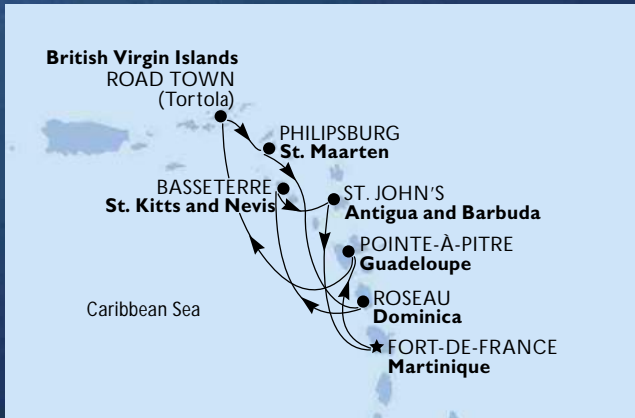 British Virgin Islands
ROAD TOWN
(Tortola)
PHILIPSBURG
St. Maarten
BASSETERRE
St. Kitts and Nevis
ST. JOHN'S
Antigua and Barbuda
POINTE-À-PITRE
Guadeloupe
Caribbean Sea
ROSEAU
Dominica
FORT-DE-FRANCE
Martinique